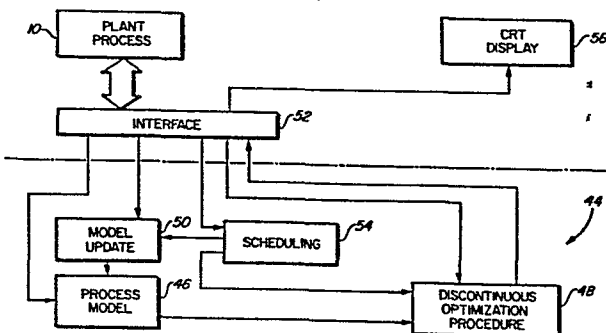 PLANT
PROCESS
10
CRT
DISPLAY
56
INTERFACE
52
44
MODEL
UPDATE
50
SCHEDULING
54
PROCESS
MODEL
46
DISCONTINUOUS
OPTIMIZATION
PROCEDURE
48